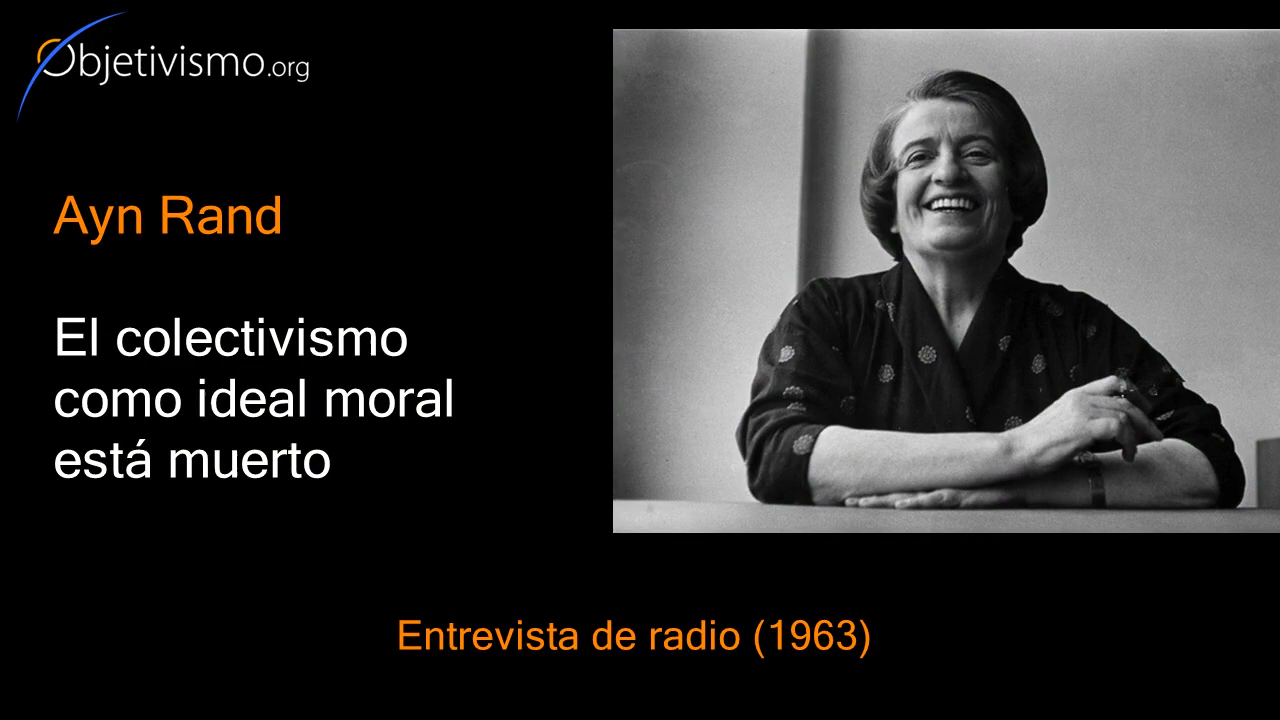 Objetivismo.org
Ayn Rand
El colectivismo
como ideal moral
está muerto
Entrevista de radio (1963)